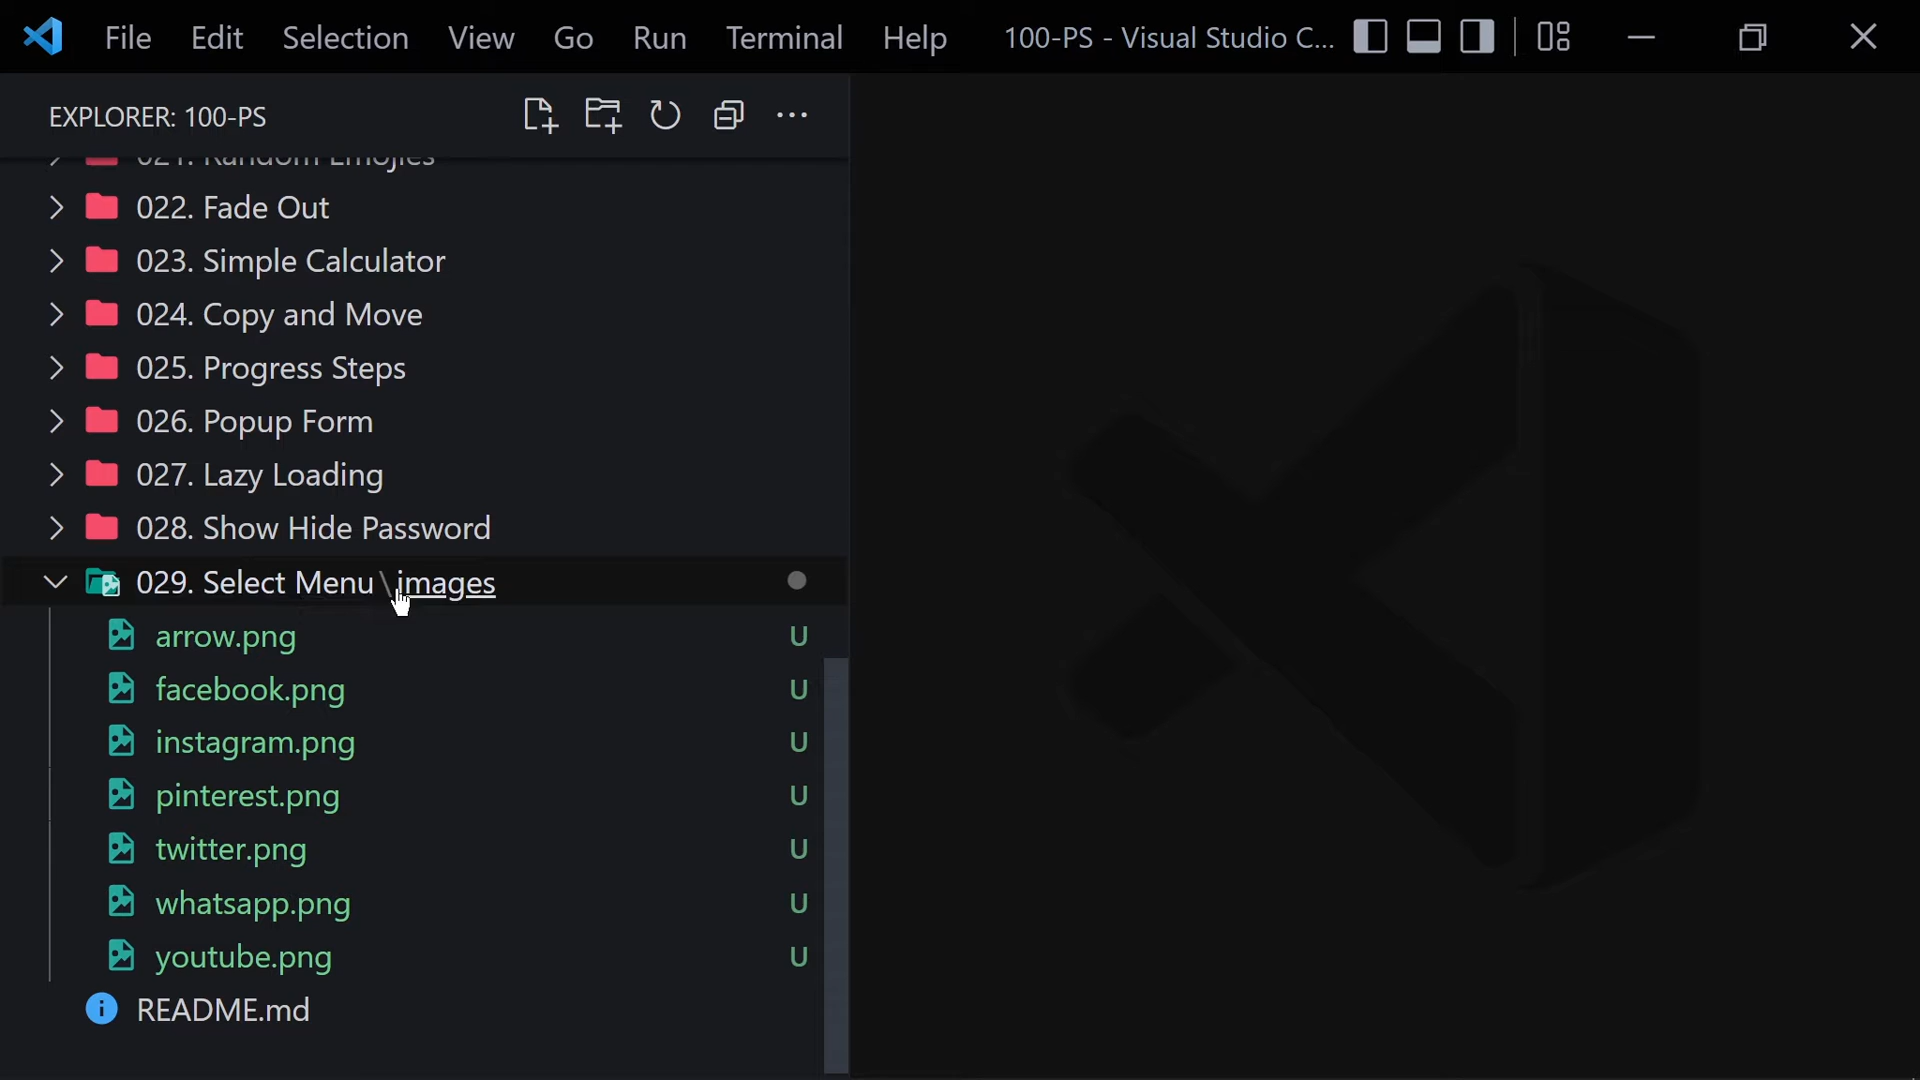 File Edit Selection View Go Run Terminal Help 100-PS - Visual Studio C...
EXPLORER: 100-PS
021. Random Emojies
022. Fade Out
023. Simple Calculator
024. Copy and Move
025. Progress Steps
026. Popup Form
027. Lazy Loading
028. Show Hide Password
029. Select Menu \ images
arrow.png U
facebook.png U
instagram.png U
pinterest.png U
twitter.png U
whatsapp.png U
youtube.png U
README.md